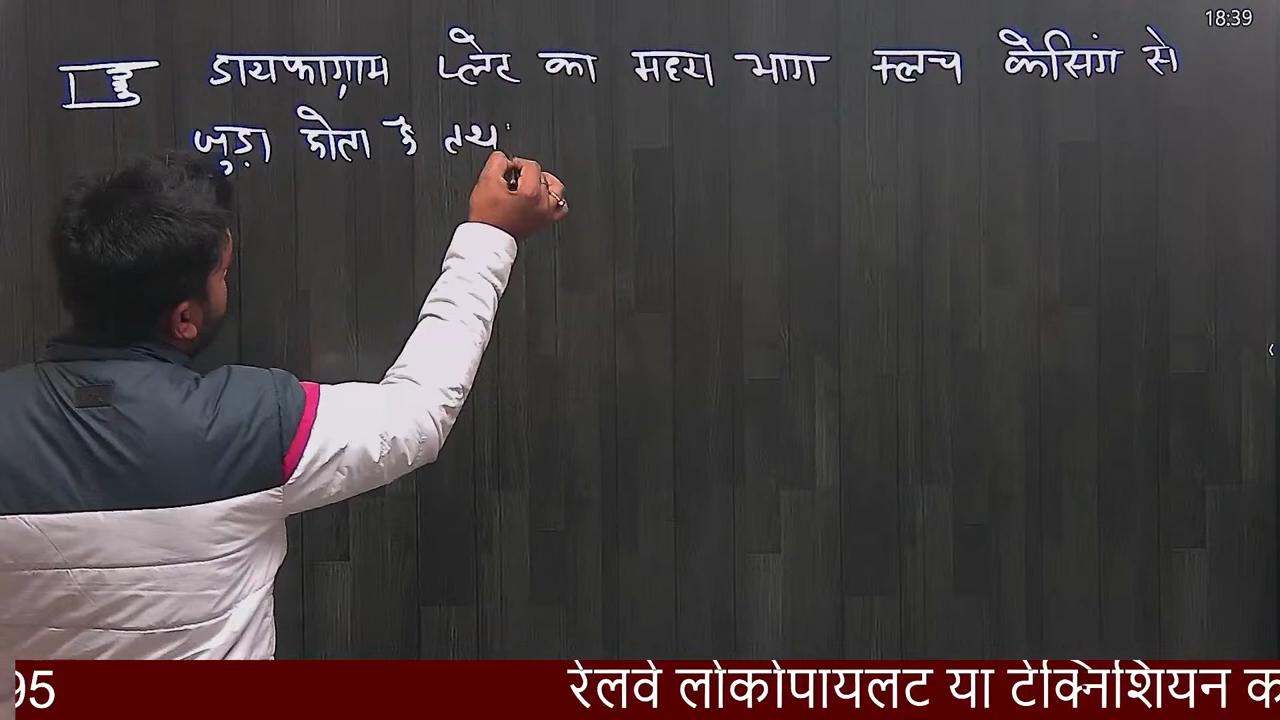 18:39
डायफ्राग्राम प्लेट का मध्य भाग क्लच केसिंग से
जुड़ा होता है तथ
95 रेलवे लोकोपायलट या टेक्निशियन क